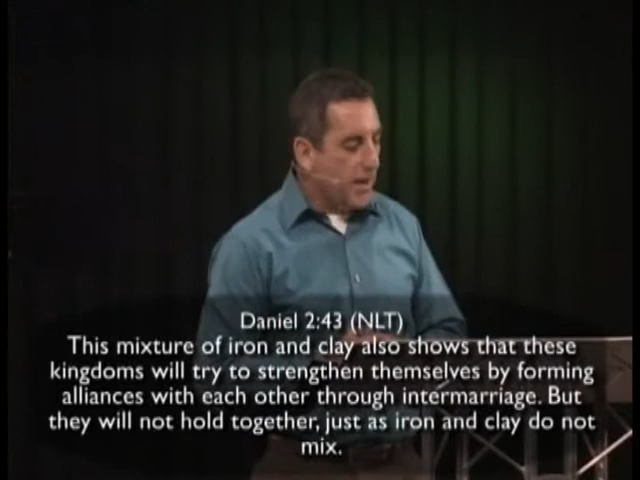 Daniel 2:43 (NLT)
This mixture of iron and clay also shows that these
kingdoms will try to strengthen themselves by forming
alliances with each other through intermarriage. But
they will not hold together, just as iron and clay do not
mix.